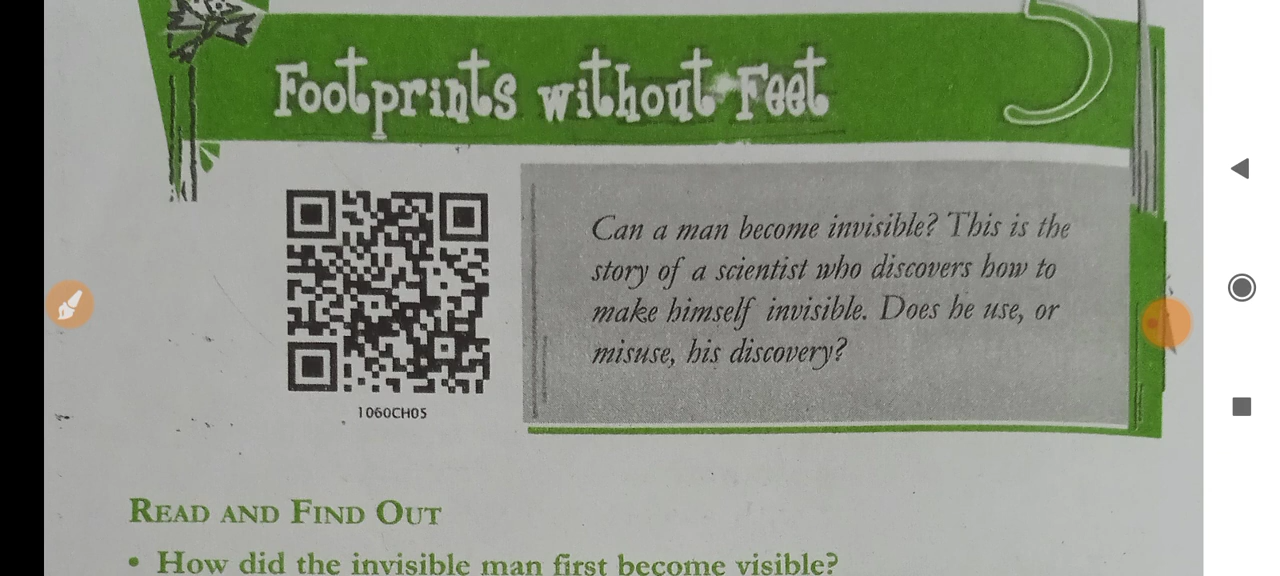 Footprints without Feet
5
Can a man become invisible? This is the
story of a scientist who discovers how to
make himself invisible. Does he use, or
misuse, his discovery?
1060CH05
READ AND FIND OUT
• How did the invisible man first become visible?